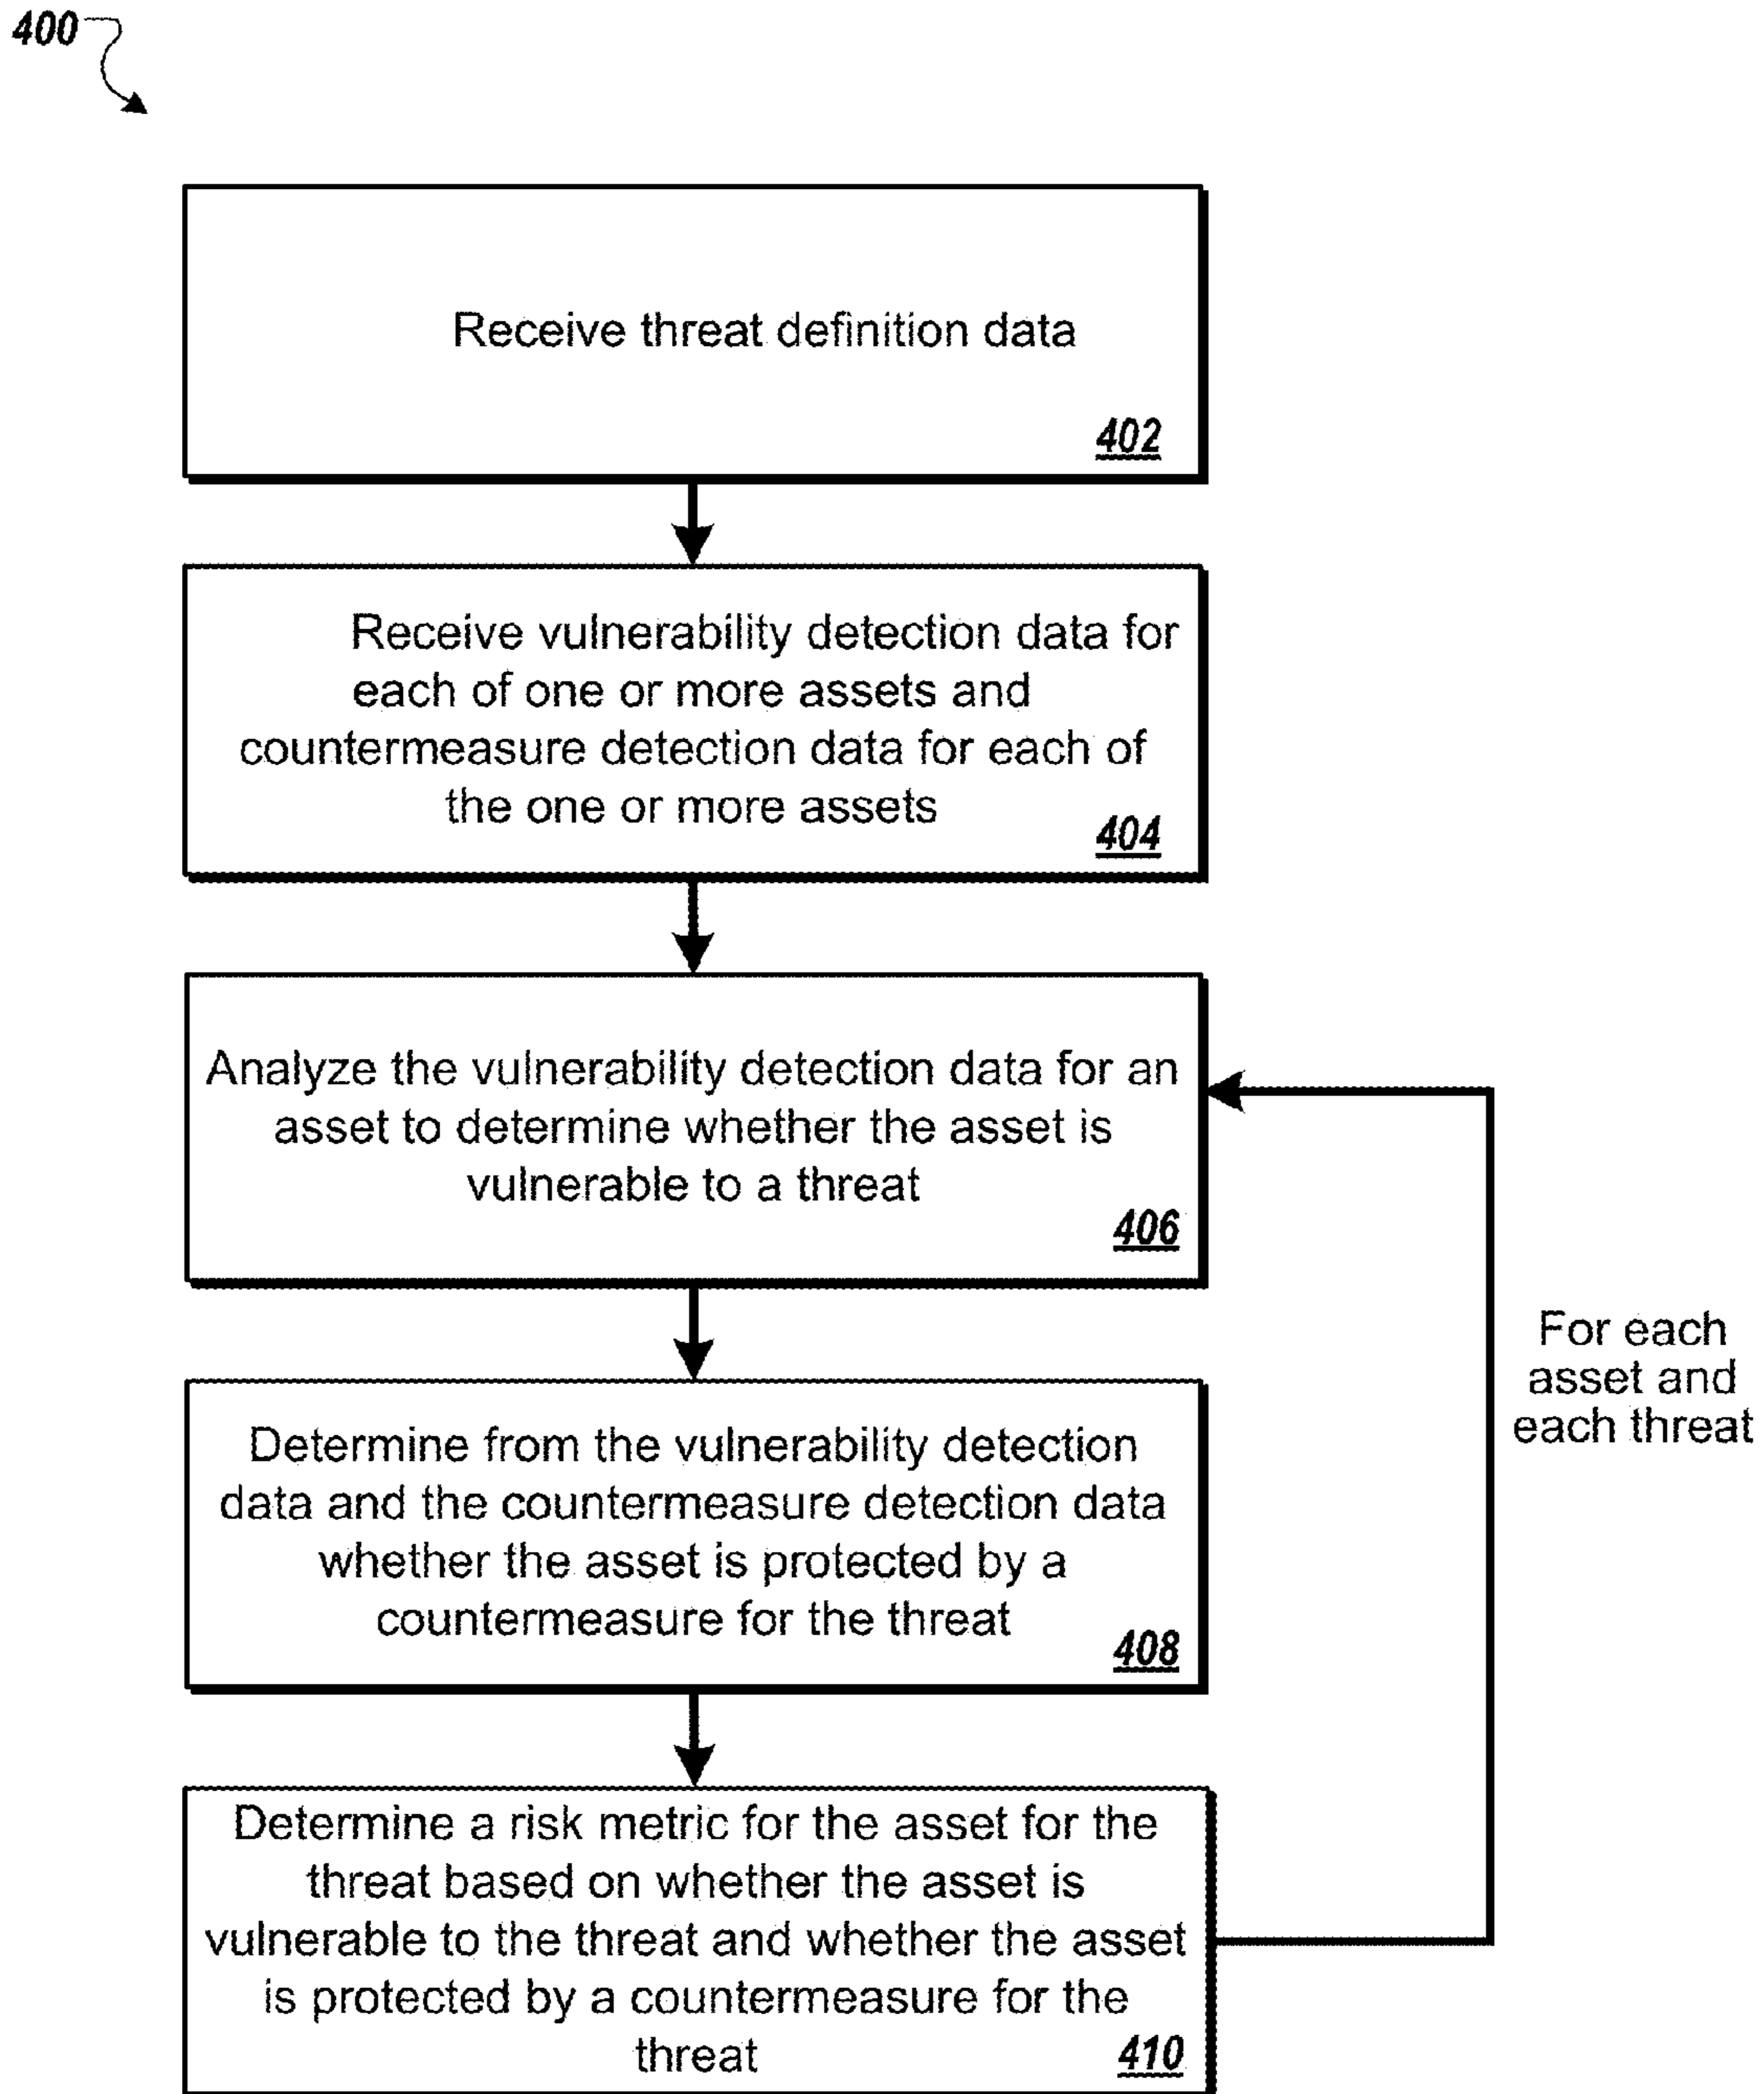 400
Receive threat definition data
402
Receive vulnerability detection data for
each of one or more assets and
countermeasure detection data for each of
the one or more assets
404
Analyze the vulnerability detection data for an
asset to determine whether the asset is
vulnerable to a threat
406
For each
asset and
each threat
Determine from the vulnerability detection
data and the countermeasure detection data
whether the asset is protected by a
countermeasure for the threat
408
Determine a risk metric for the asset for the
threat based on whether the asset is
vulnerable to the threat and whether the asset
is protected by a countermeasure for the
threat
410